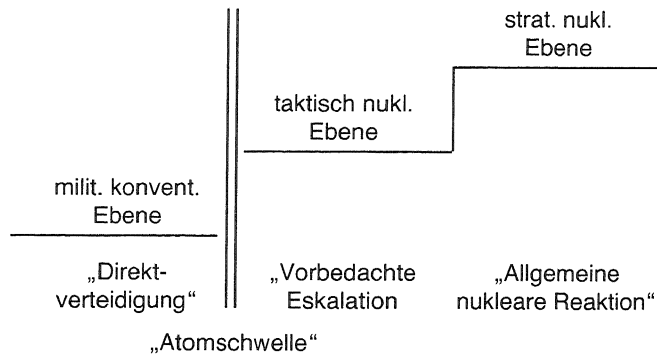 strat. nukl.
Ebene
taktisch nukl.
Ebene
milit. konvent.
Ebene
„Direkt-
verteidigung“
„Vorbedachte
Eskalation
„Allgemeine
nukleare Reaktion“
„Atomschwelle“